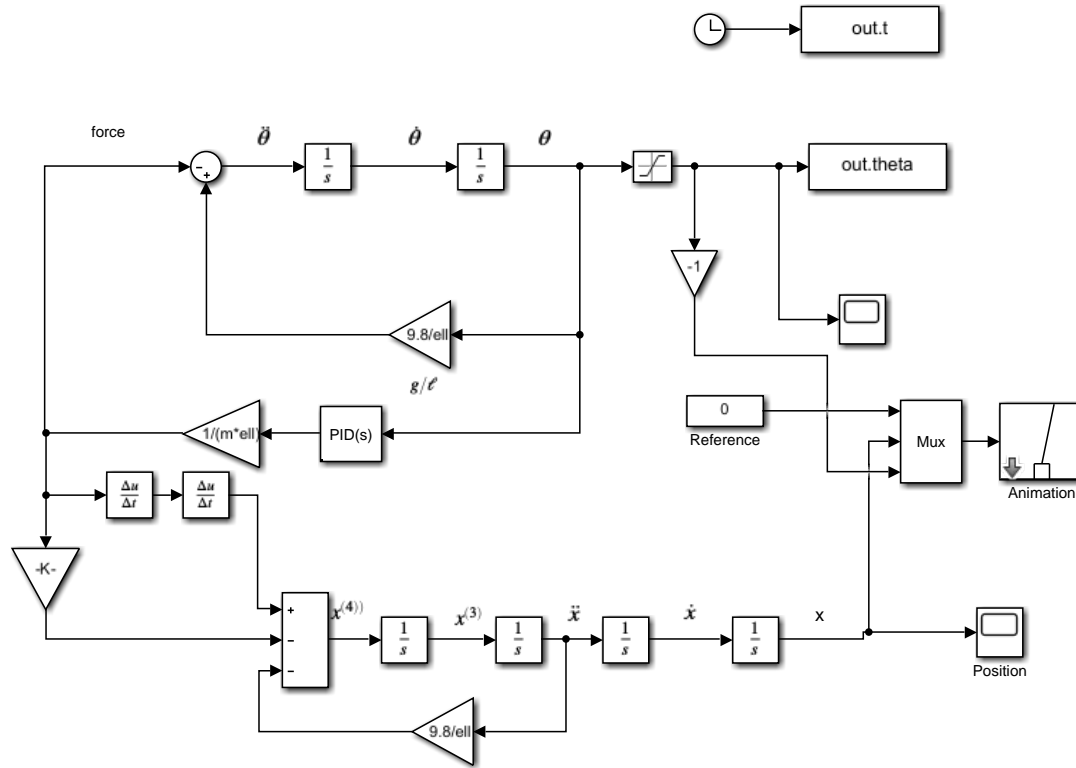 out.t
force
θ̈
θ̇
θ
1
s
1
s
-
+
out.theta
-1
9.8/ell
g/ℓ
0
Reference
1/(m*ell)
PID(s)
Mux
Animation
Δu
Δt
Δu
Δt
-K-
+
−
−
x⁽⁴⁾⁾
1
s
x⁽³⁾
1
s
ẍ
1
s
ẋ
1
s
x
Position
9.8/ell